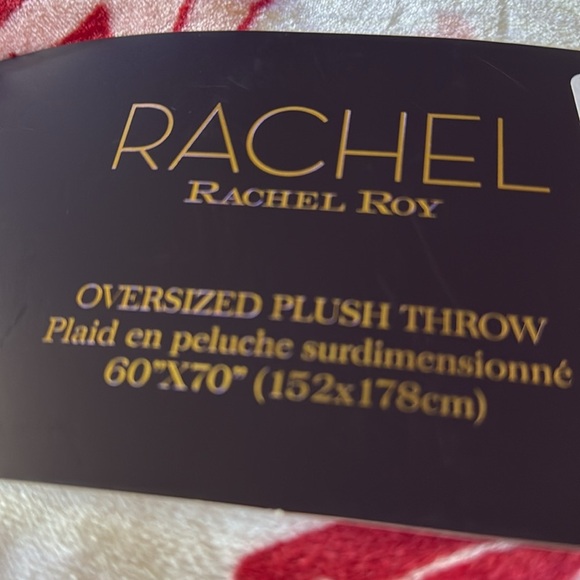 RACHEL
RACHEL ROY
OVERSIZED PLUSH THROW
Plaid en peluche surdimensionné
60"X70" (152x178cm)